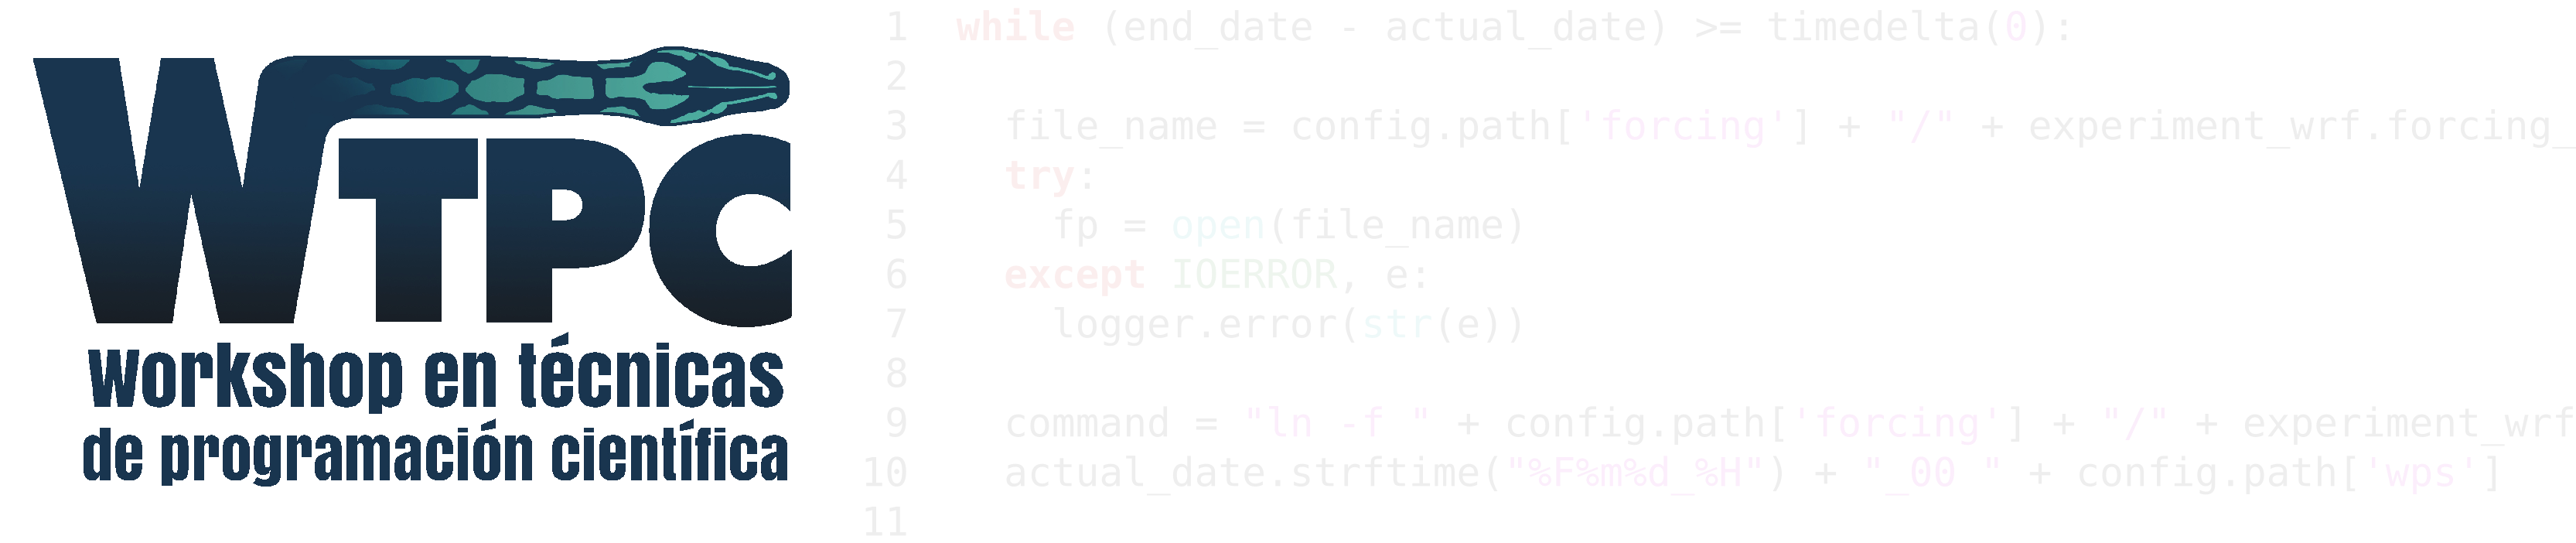 WTPC
workshop en técnicas
de programación científica
1 while (end_date - actual_date) >= timedelta(0):
2
3 file_name = config.path['forcing'] + "/" + experiment_wrf.forcing_
4 try:
5 fp = open(file_name)
6 except IOERROR, e:
7 logger.error(str(e))
8
9 command = "ln -f " + config.path['forcing'] + "/" + experiment_wrf
10 actual_date.strftime("%F%m%d_%H") + "_00 " + config.path['wps']
11